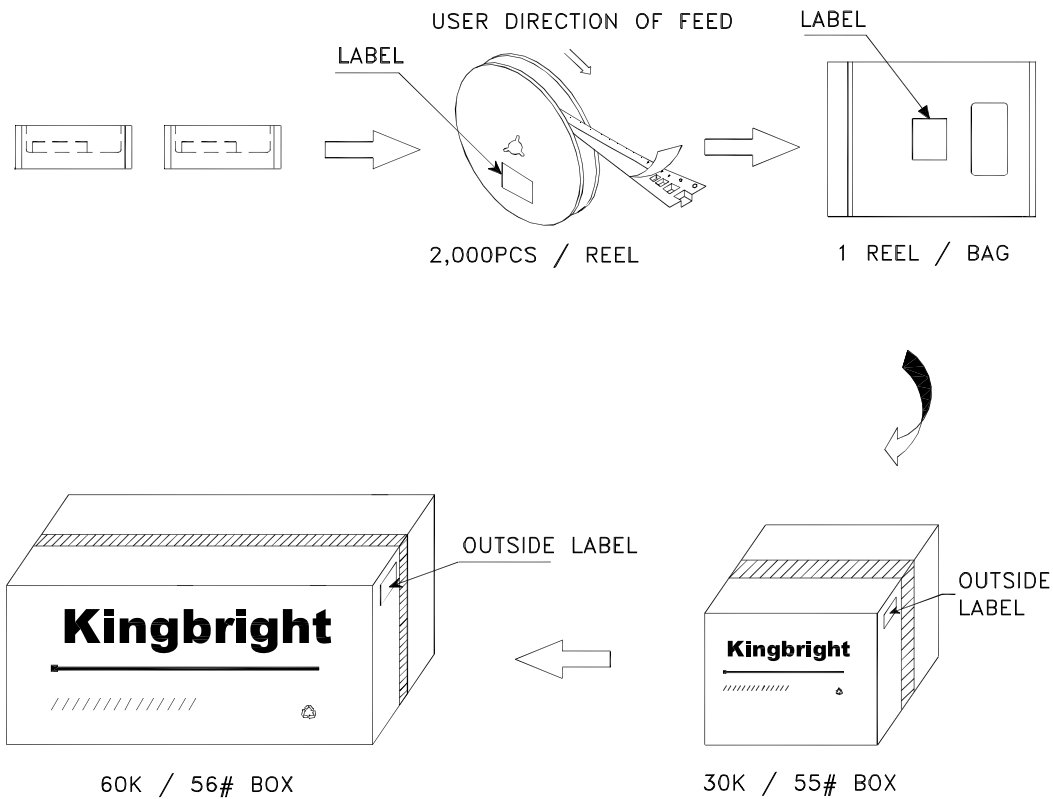 USER DIRECTION OF FEED
LABEL
LABEL
2,000PCS / REEL
1 REEL / BAG
OUTSIDE LABEL
Kingbright
60K / 56# BOX
OUTSIDE
LABEL
Kingbright
30K / 55# BOX